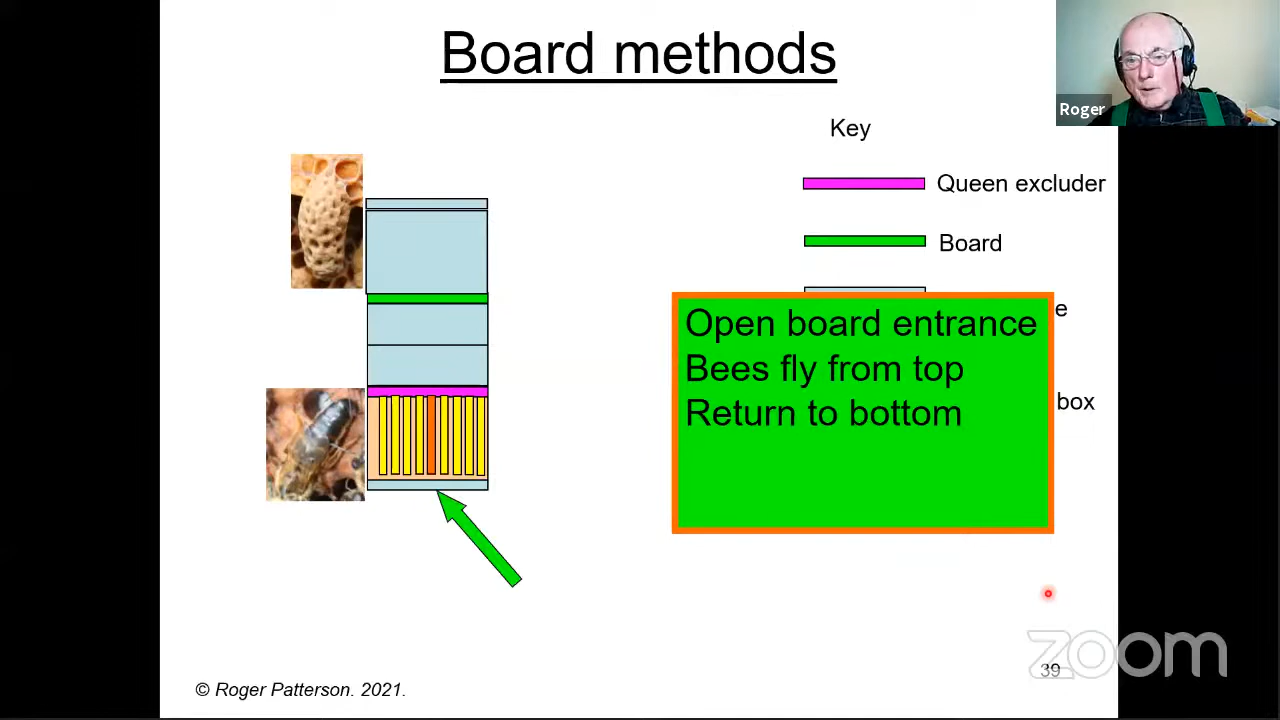 Board methods
Roger
Key
Queen excluder
Board
e
Open board entrance
Bees fly from top
Return to bottom
box
zoom
39
© Roger Patterson. 2021.